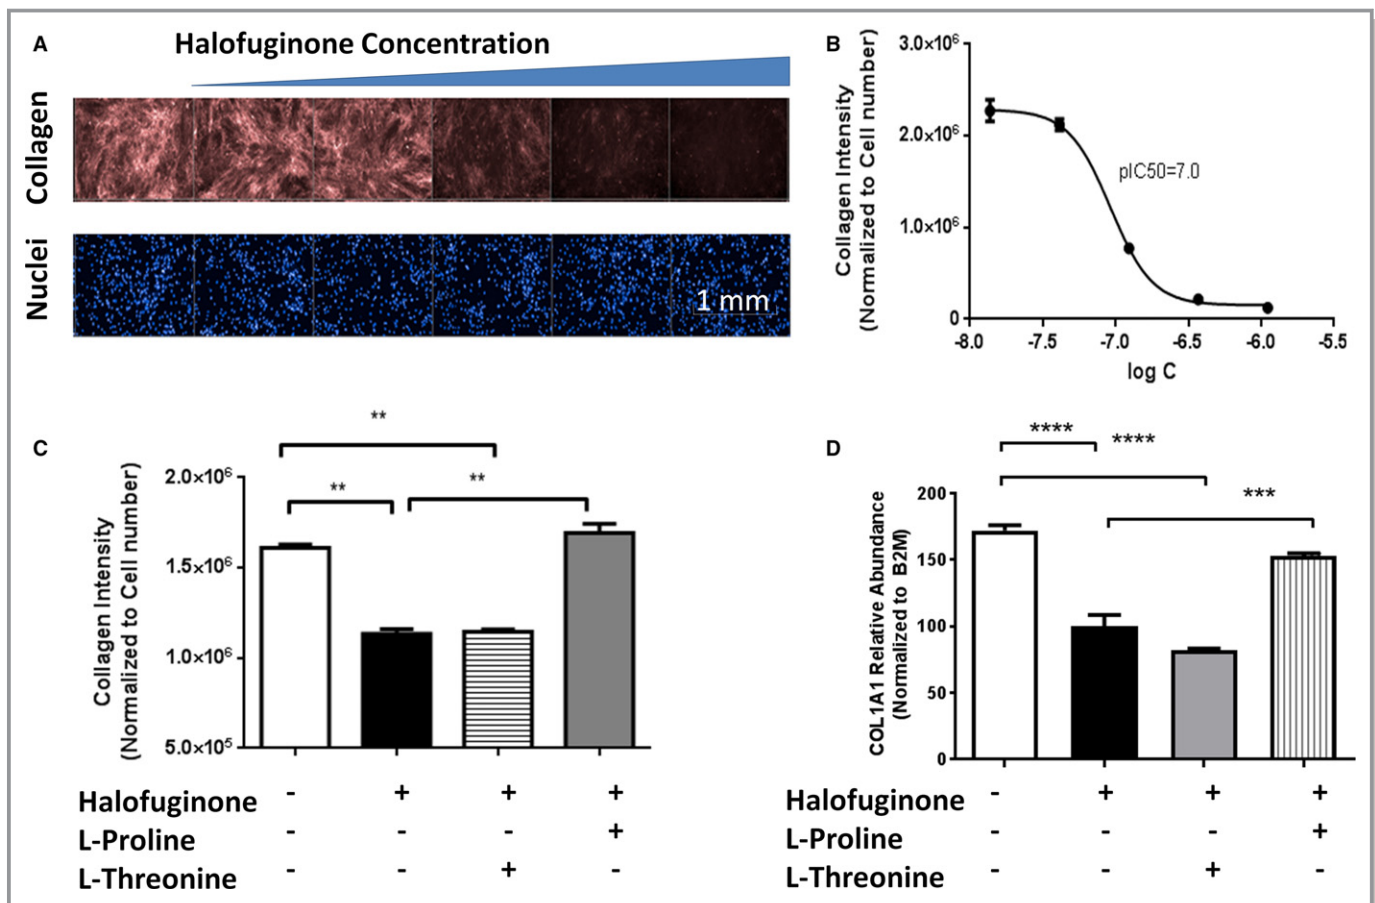 A
Halofuginone Concentration
Collagen
Nuclei
1 mm
B
Collagen Intensity
(Normalized to Cell number)
3.0×10⁶
2.0×10⁶
1.0×10⁶
0
pIC50=7.0
-8.0 -7.5 -7.0 -6.5 -6.0 -5.5
log C
C
Collagen Intensity
(Normalized to Cell number)
2.0×10⁶
1.5×10⁶
1.0×10⁶
5.0×10⁵
**
**
**
Halofuginone - + + +
L-Proline - - - +
L-Threonine - - + -
D
COL1A1 Relative Abundance
(Normalized to B2M)
200
150
100
50
0
****
****
***
Halofuginone - + + +
L-Proline - - - +
L-Threonine - - + -